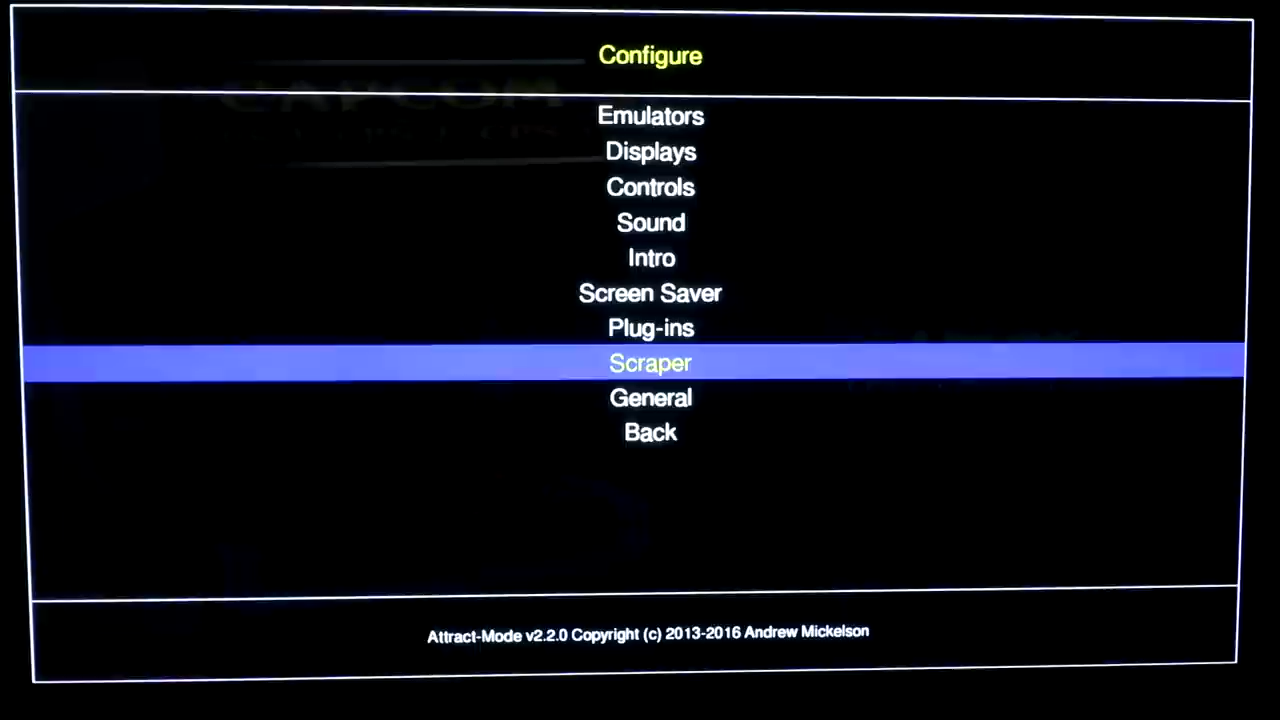 Configure
CAPCOM
Emulators
Displays
Controls
Sound
Intro
Screen Saver
Plug-ins
Scraper
General
Back
Attract-Mode v2.2.0 Copyright (c) 2013-2016 Andrew Mickelson